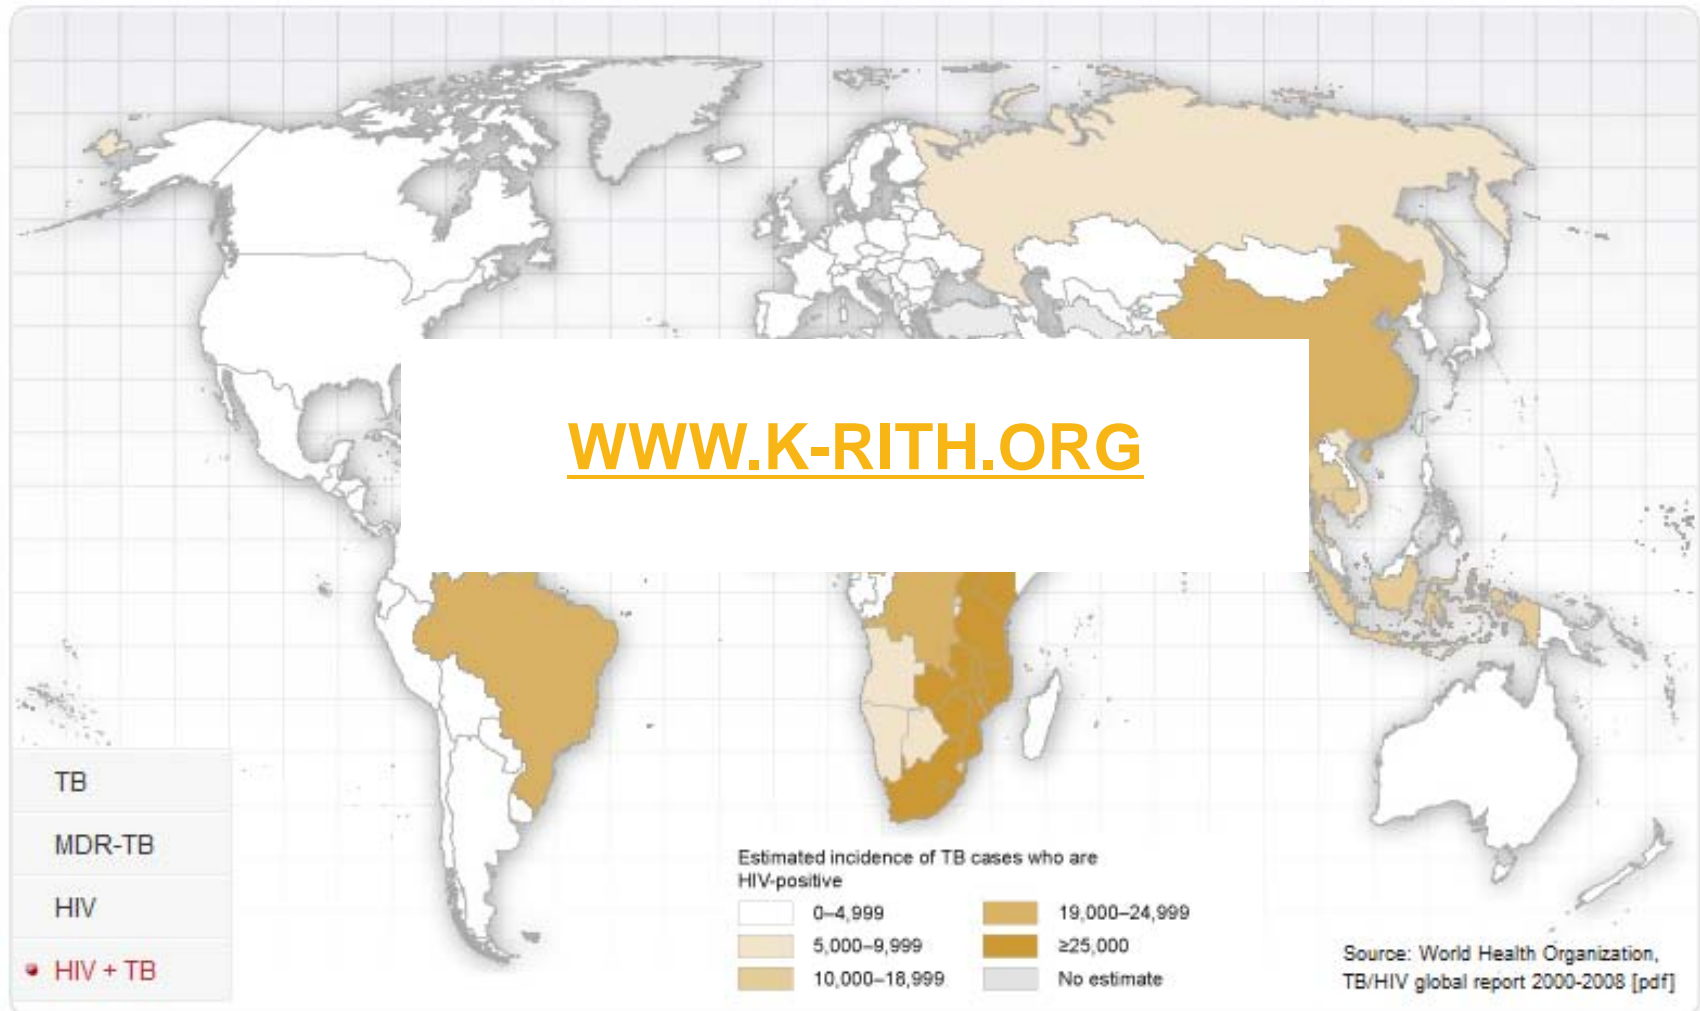 WWW.K-RITH.ORG
TB
MDR-TB
HIV
HIV + TB
Estimated incidence of TB cases who are
HIV-positive
0–4,999
5,000–9,999
10,000–18,999
19,000–24,999
≥25,000
No estimate
Source: World Health Organization,
TB/HIV global report 2000-2008 [pdf]